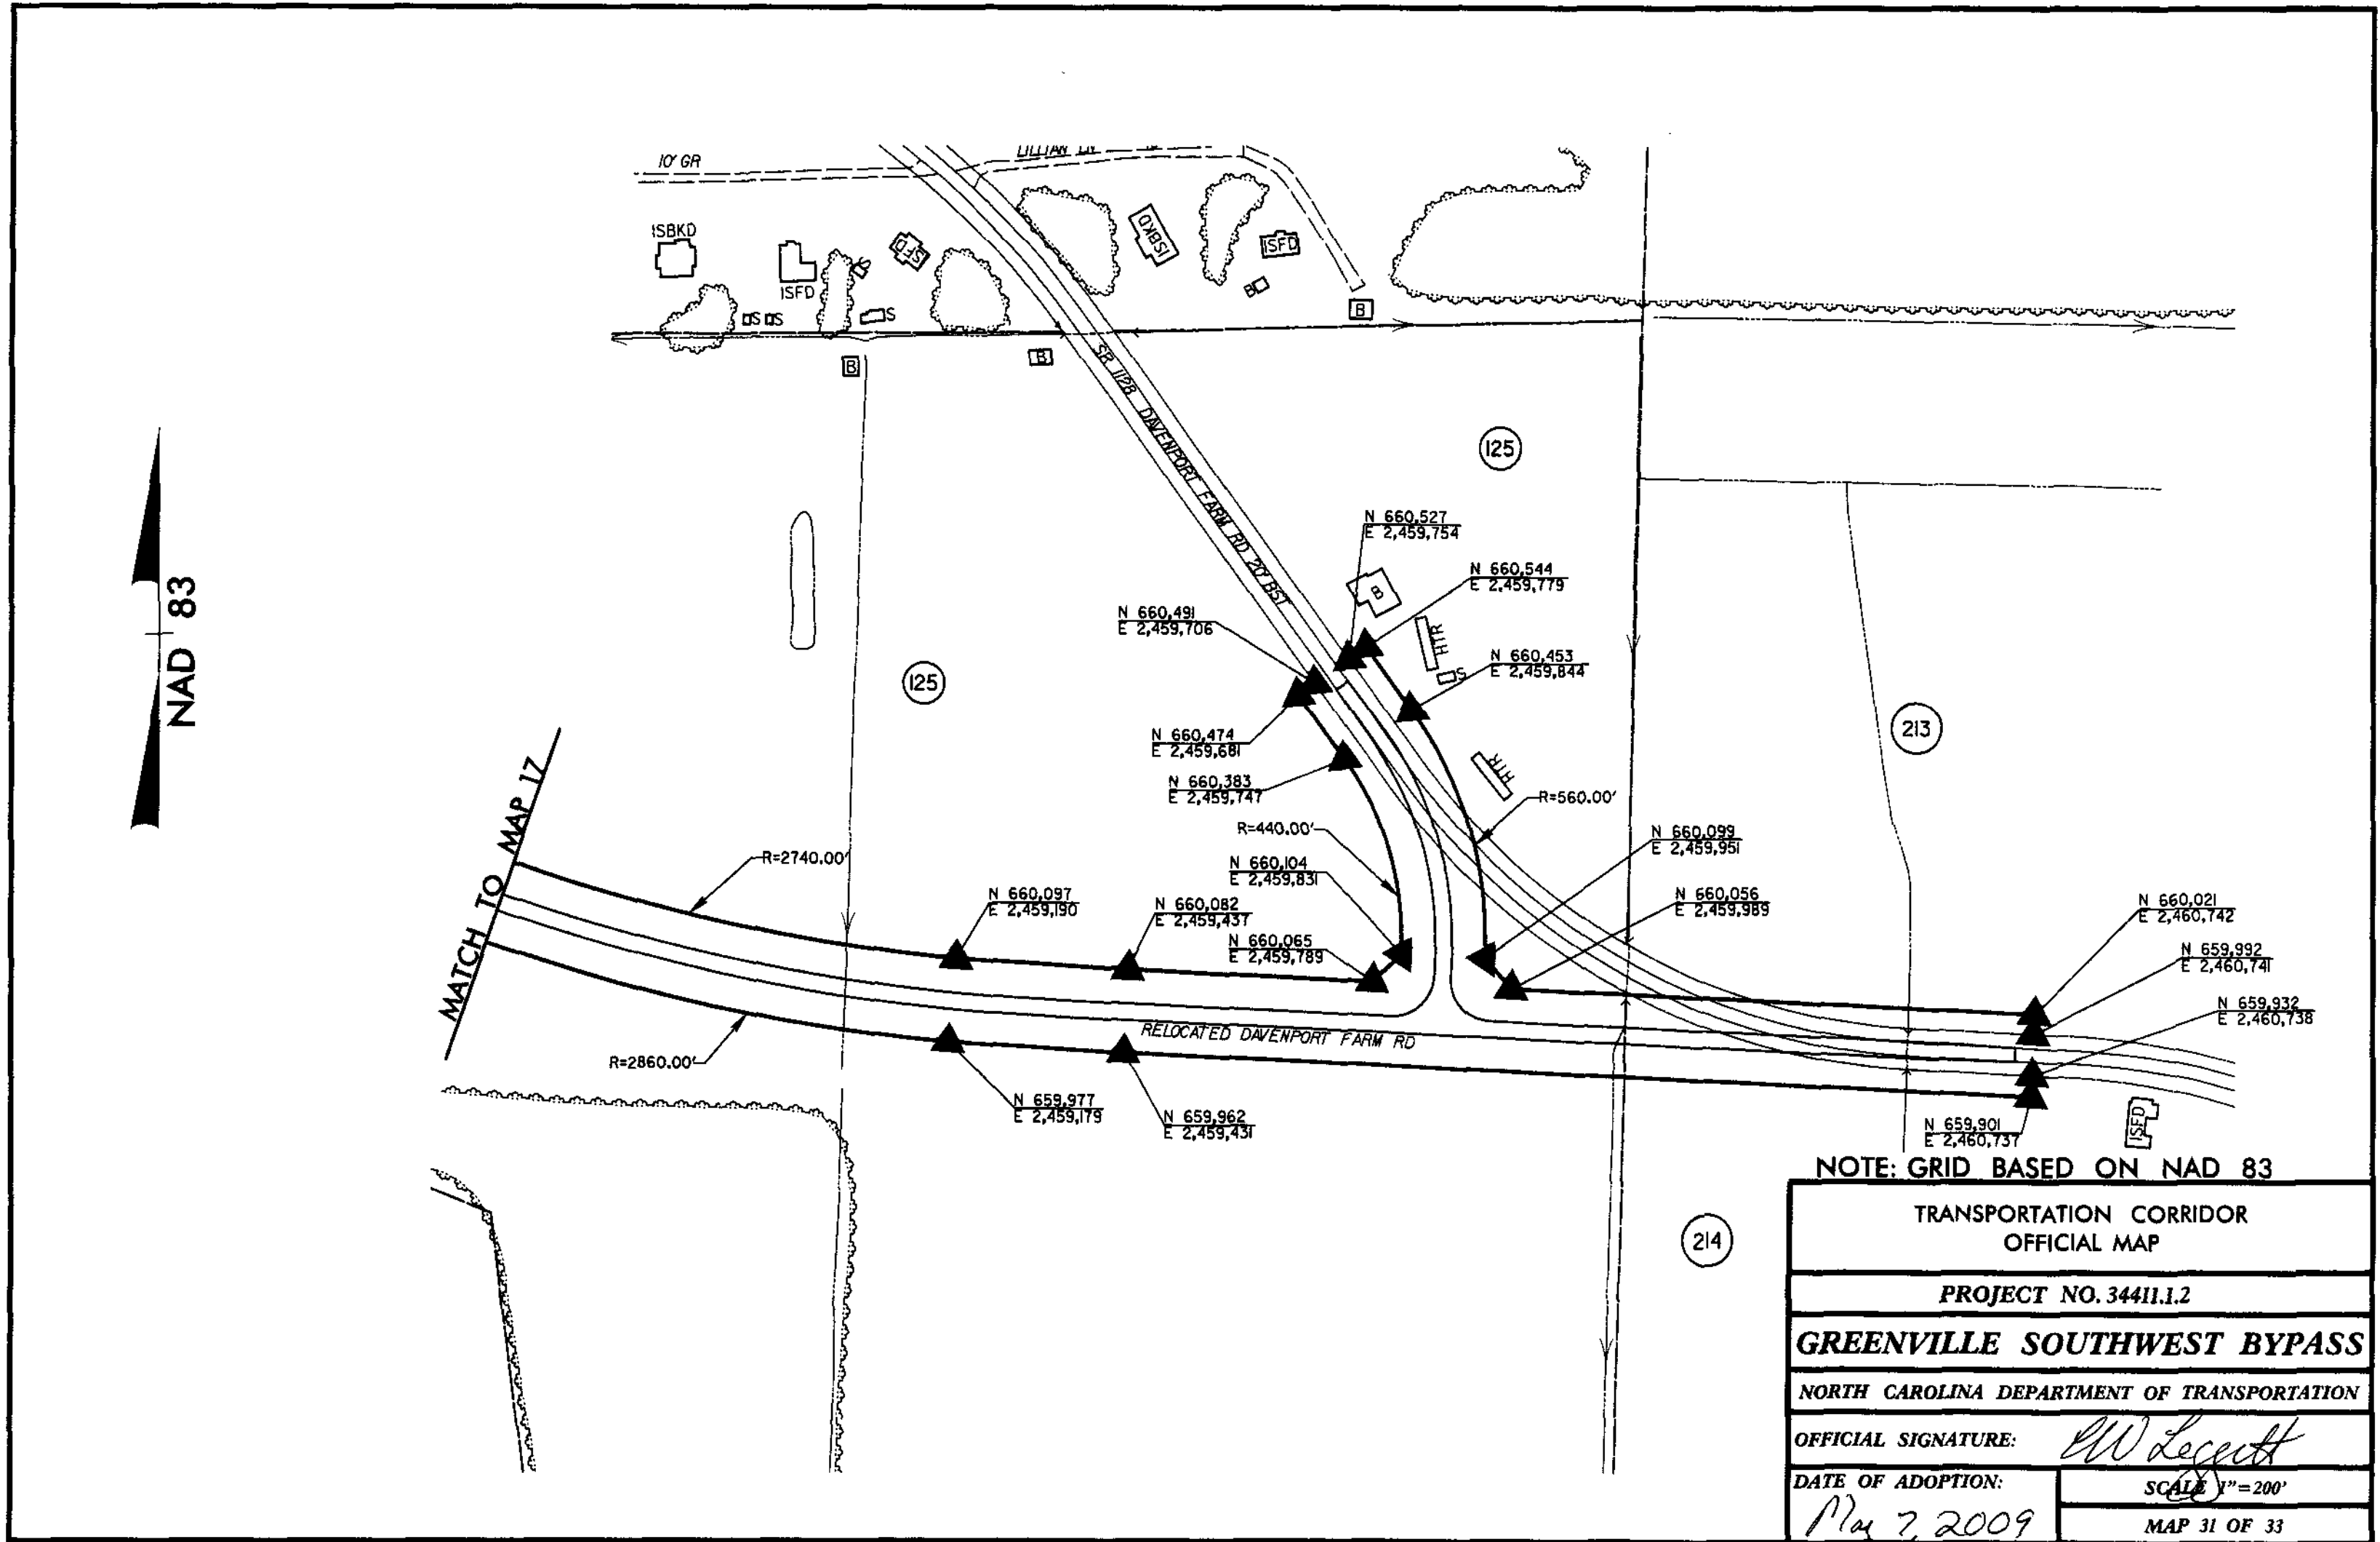 10' GR
LILLIAN LN
ISBKD
ISFD
S
ISFD
ISBKD
ISFD
B
S S
S
B
B
B
SR 1128 DAVENPORT FARM RD 20' BST
125
N 660,527
E 2,459,754
N 660,544
E 2,459,779
B
N 660,491
E 2,459,706
HTR
S
N 660,453
E 2,459,844
NAD 83
125
213
N 660,474
E 2,459,681
N 660,383
E 2,459,747
HTR
R=560.00'
R=440.00'
N 660,099
E 2,459,951
MATCH TO MAP 17
R=2740.00'
N 660,104
E 2,459,831
N 660,097
E 2,459,190
N 660,082
E 2,459,437
N 660,056
E 2,459,989
N 660,021
E 2,460,742
N 660,065
E 2,459,789
N 659,992
E 2,460,741
N 659,932
E 2,460,738
RELOCATED DAVENPORT FARM RD
R=2860.00'
N 659,977
E 2,459,179
N 659,962
E 2,459,431
N 659,901
E 2,460,737
ISFD
NOTE: GRID BASED ON NAD 83
214
TRANSPORTATION CORRIDOR
OFFICIAL MAP
PROJECT NO. 34411.1.2
GREENVILLE SOUTHWEST BYPASS
NORTH CAROLINA DEPARTMENT OF TRANSPORTATION
OFFICIAL SIGNATURE:
DATE OF ADOPTION:
SCALE 1"=200'
2009
MAP 31 OF 33